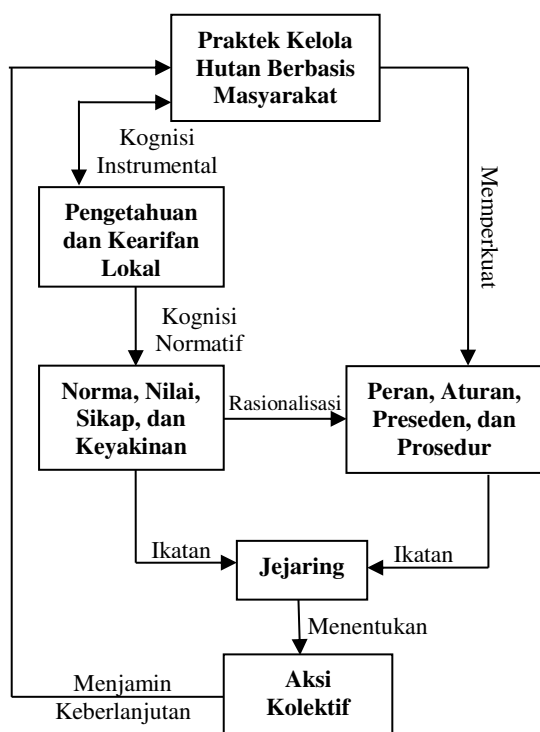 Praktek Kelola
Hutan Berbasis
Masyarakat
Kognisi
Instrumental
Memperkuat
Pengetahuan
dan Kearifan
Lokal
Kognisi
Normatif
Norma, Nilai,
Sikap, dan
Keyakinan
Rasionalisasi
Peran, Aturan,
Preseden, dan
Prosedur
Ikatan
Jejaring
Ikatan
Menentukan
Aksi
Kolektif
Menjamin
Keberlanjutan